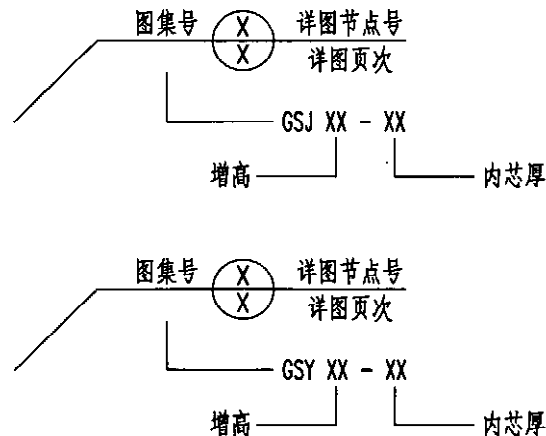 图集号 X 详图节点号
X 详图页次
GSJ XX - XX
增高 内芯厚
图集号 X 详图节点号
X 详图页次
GSY XX - XX
增高 内芯厚